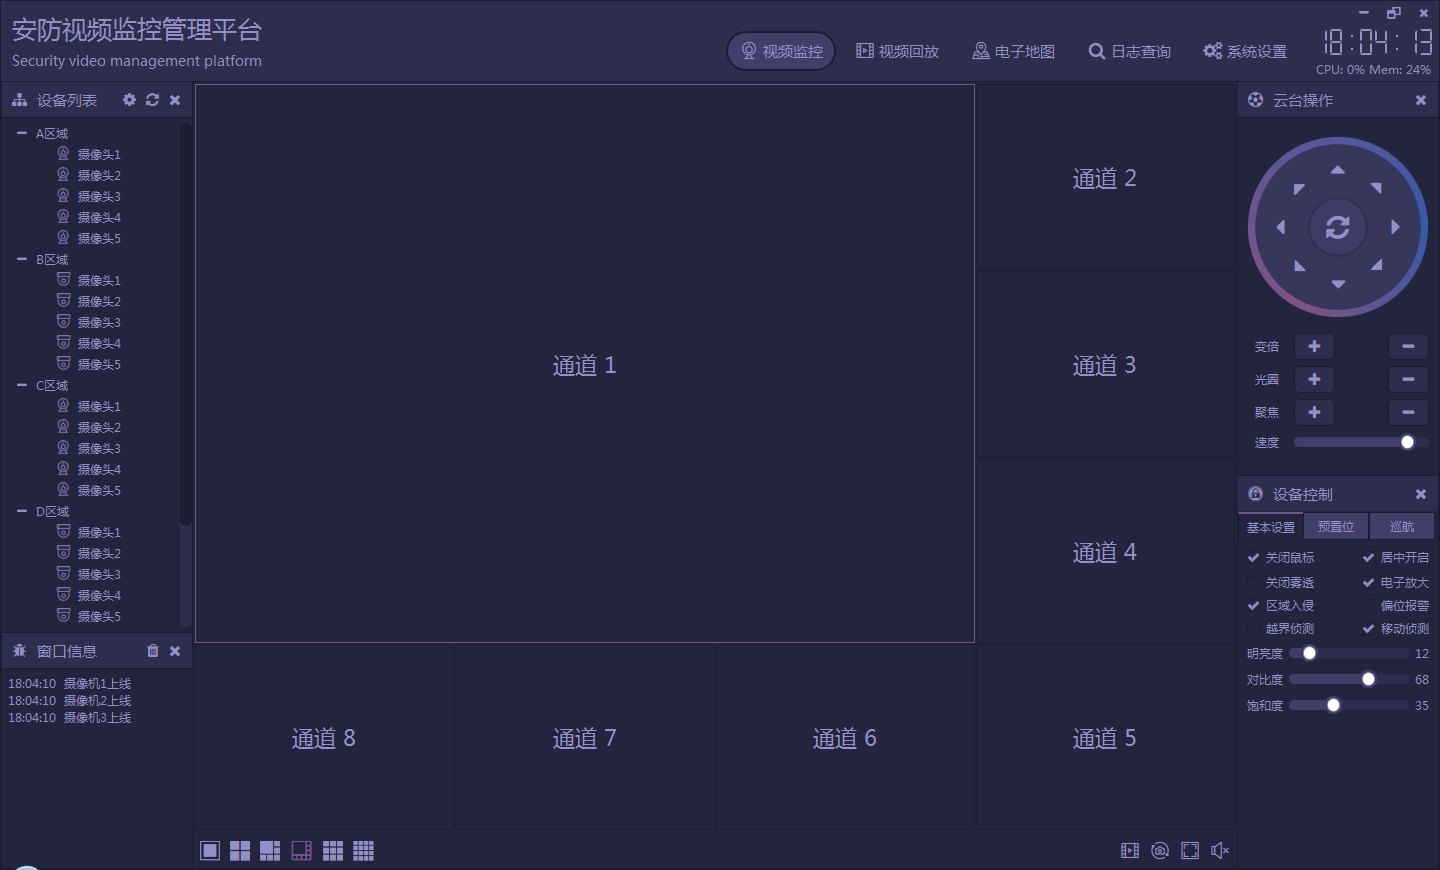 安防视频监控管理平台
Security video management platform
视频监控
视频回放
电子地图
日志查询
系统设置
18:04:13
CPU: 0% Mem: 24%
设备列表
A区域
摄像头1
摄像头2
摄像头3
摄像头4
摄像头5
B区域
摄像头1
摄像头2
摄像头3
摄像头4
摄像头5
C区域
摄像头1
摄像头2
摄像头3
摄像头4
摄像头5
D区域
摄像头1
摄像头2
摄像头3
摄像头4
摄像头5
窗口信息
18:04:10 摄像机1上线
18:04:10 摄像机2上线
18:04:10 摄像机3上线
通道 1
通道 2
通道 3
通道 4
通道 8
通道 7
通道 6
通道 5
云台操作
变倍
光圈
聚焦
速度
设备控制
基本设置 预置位 巡航
关闭鼠标 居中开启
关闭雾透 电子放大
区域入侵 偏位报警
越界侦测 移动侦测
明亮度 12
对比度 68
饱和度 35